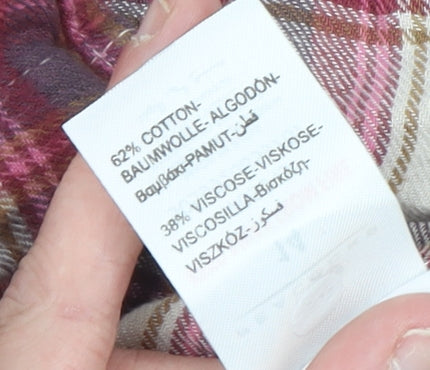 62% COTTON-
BAUMWOLLE-ALGODÓN-
Βαμβάκι-PAMUT-قطن
38% VISCOSE-VISKOSE-
VISCOSILLA-Βισκόζη-
VISZKÓZ-فسكوز